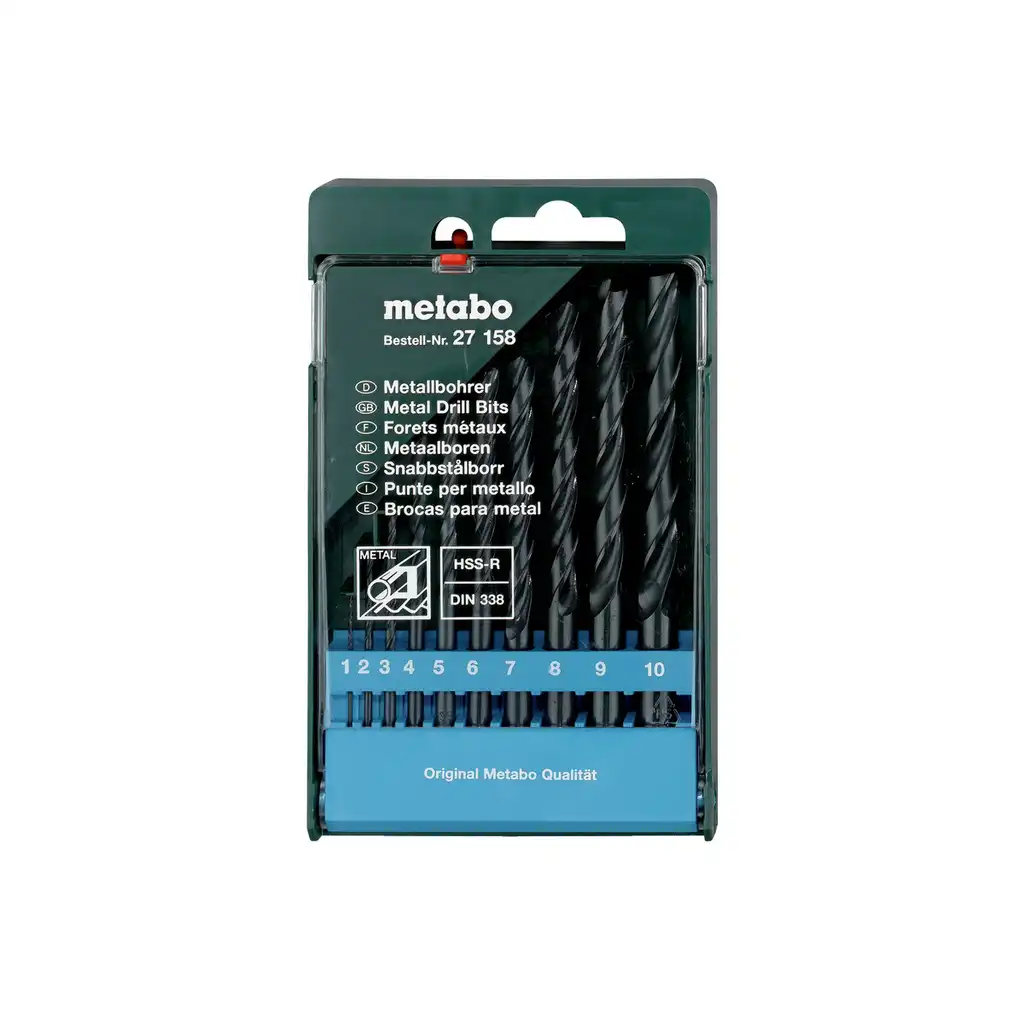 metabo
Bestell-Nr. 27 158
D Metallbohrer
GB Metal Drill Bits
F Forets métaux
NL Metaalboren
S Snabbstålborr
I Punte per metallo
E Brocas para metal
METAL
HSS-R
DIN 338
1 2 3 4 5 6 7 8 9 10
Original Metabo Qualität